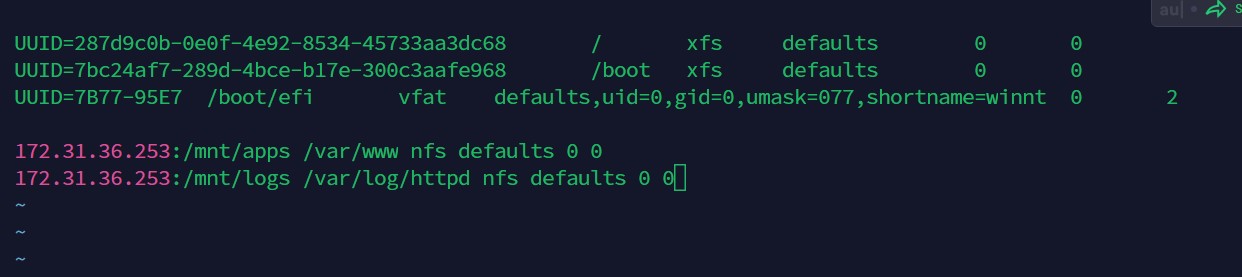 au
S
UUID=287d9c0b-0e0f-4e92-8534-45733aa3dc68 / xfs defaults 0 0
UUID=7bc24af7-289d-4bce-b17e-300c3aafe968 /boot xfs defaults 0 0
UUID=7B77-95E7 /boot/efi vfat defaults,uid=0,gid=0,umask=077,shortname=winnt 0 2
172.31.36.253:/mnt/apps /var/www nfs defaults 0 0
172.31.36.253:/mnt/logs /var/log/httpd nfs defaults 0 0
~
~
~